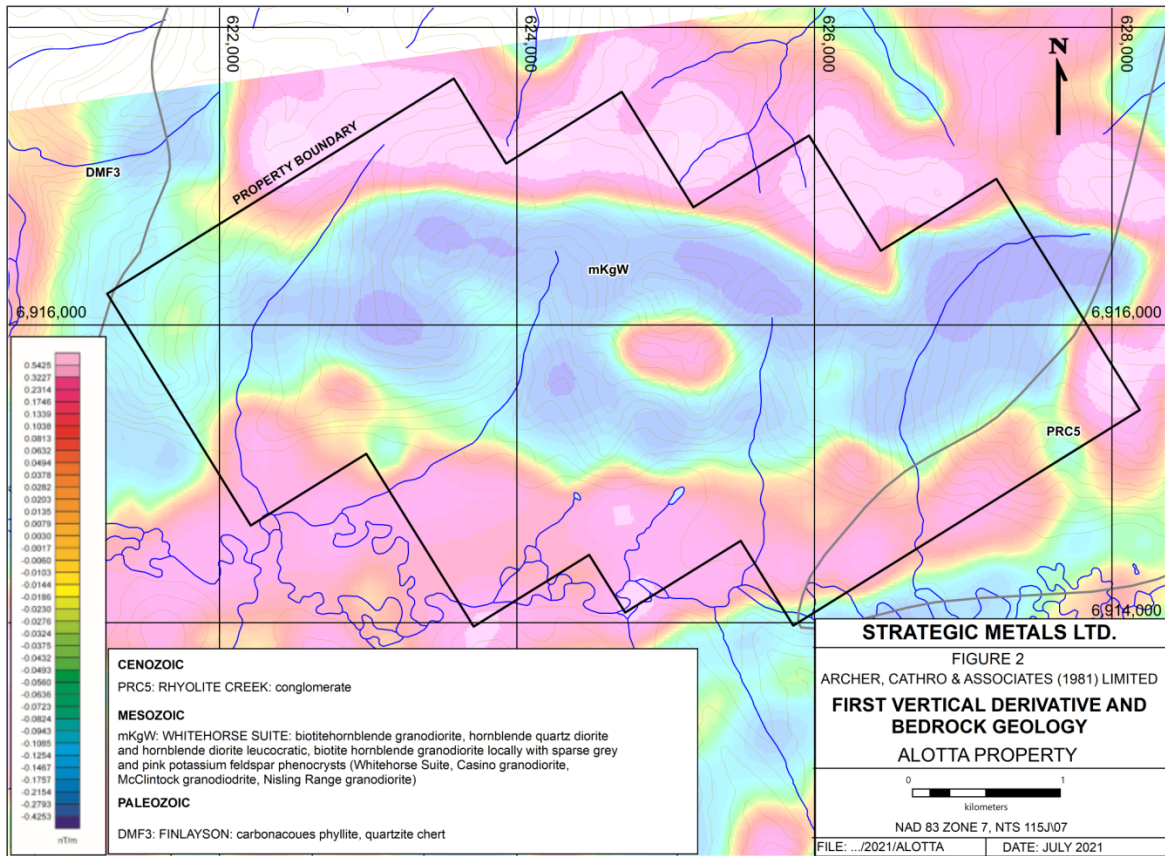 622,000
624,000
626,000
628,000
N
DMF3
PROPERTY BOUNDARY
mKgW
6,916,000
6,916,000
PRC5
6,914,000
0.5425
0.3227
0.2314
0.1746
0.1339
0.1038
0.0813
0.0632
0.0494
0.0378
0.0282
0.0203
0.0135
0.0079
0.0030
-0.0017
-0.0060
-0.0103
-0.0144
-0.0186
-0.0230
-0.0276
-0.0324
-0.0375
-0.0432
-0.0493
-0.0560
-0.0636
-0.0723
-0.0824
-0.0943
-0.1085
-0.1254
-0.1467
-0.1757
-0.2154
-0.2793
-0.4253
nT/m
CENOZOIC
PRC5: RHYOLITE CREEK: conglomerate
MESOZOIC
mKgW: WHITEHORSE SUITE: biotitehornblende granodiorite, hornblende quartz diorite
and hornblende diorite leucocratic, biotite hornblende granodiorite locally with sparse grey
and pink potassium feldspar phenocrysts (Whitehorse Suite, Casino granodiorite,
McClintock granodiodrite, Nisling Range granodiorite)
PALEOZOIC
DMF3: FINLAYSON: carbonacoues phyllite, quartzite chert
STRATEGIC METALS LTD.
FIGURE 2
ARCHER, CATHRO & ASSOCIATES (1981) LIMITED
FIRST VERTICAL DERIVATIVE AND
BEDROCK GEOLOGY
ALOTTA PROPERTY
0 1
kilometers
NAD 83 ZONE 7, NTS 115J\07
FILE: .../2021/ALOTTA DATE: JULY 2021